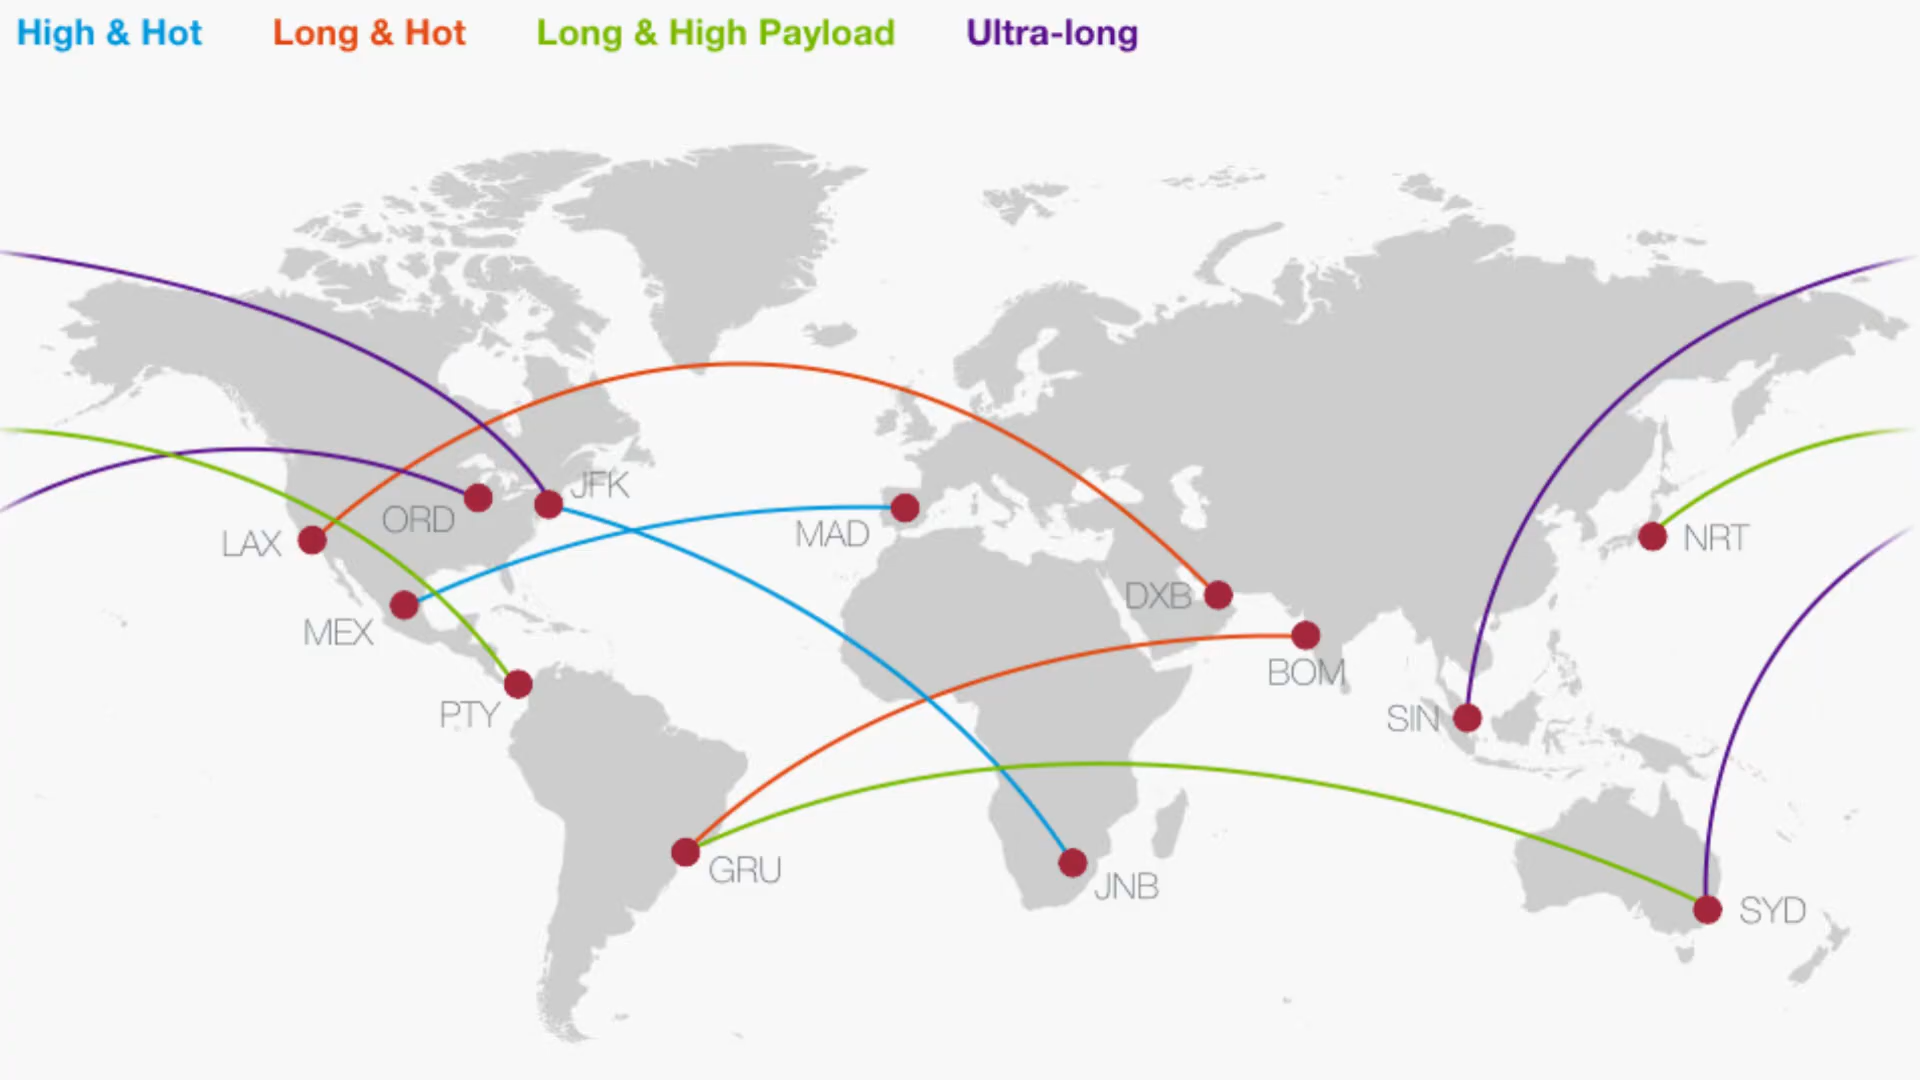 High & Hot Long & Hot Long & High Payload Ultra-long
JFK
ORD
LAX
MAD
NRT
DXB
MEX
BOM
PTY
SIN
GRU
JNB
SYD